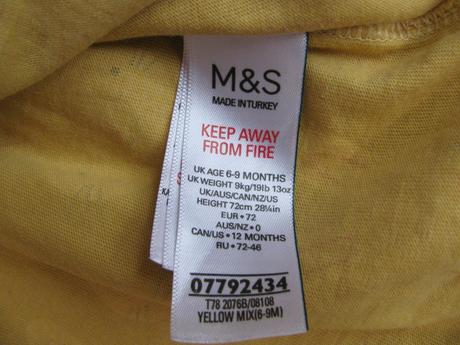 M&S
MADE IN TURKEY
KEEP AWAY
FROM FIRE
UK AGE 6-9 MONTHS
UK WEIGHT 9kg/19lb 13oz
UK/AUS/CAN/NZ/US
HEIGHT 72cm 28¼in
EUR • 72
AUS/NZ • 0
CAN/US • 12 MONTHS
RU • 72-46
07792434
T78 2076B/08108
YELLOW MIX(6-9M)